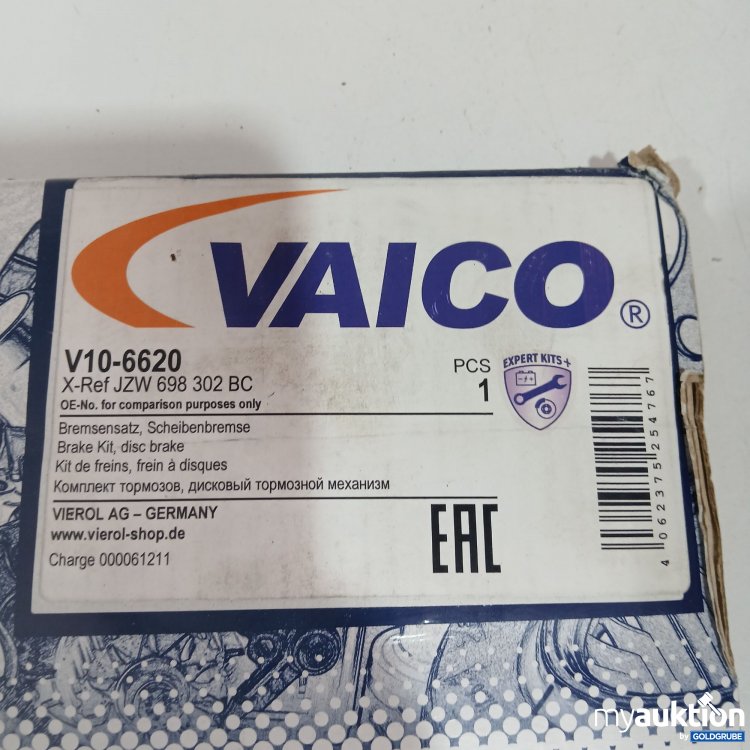 VAICO®
V10-6620
X-Ref JZW 698 302 BC
OE-No. for comparison purposes only
PCS
1
EXPERT KITS+
Bremsensatz, Scheibenbremse
Brake Kit, disc brake
Kit de freins, frein à disques
Комплект тормозов, дисковый тормозной механизм
VIEROL AG – GERMANY
www.vierol-shop.de
Charge 000061211
EAC
4 062375 254767
myauktion
by GOLDGRUBE